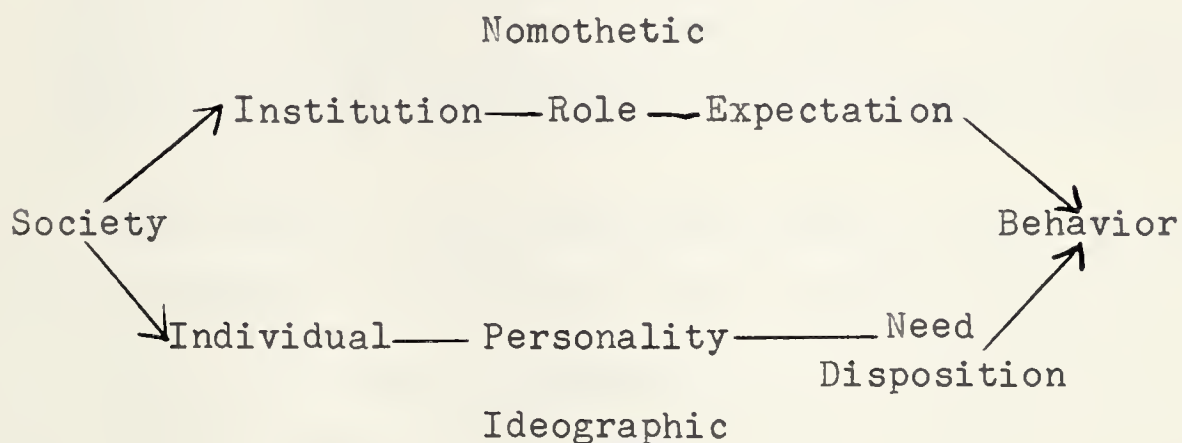 Nomothetic
Institution — Role — Expectation
Society
Behavior
Individual — Personality — Need
Disposition
Ideographic